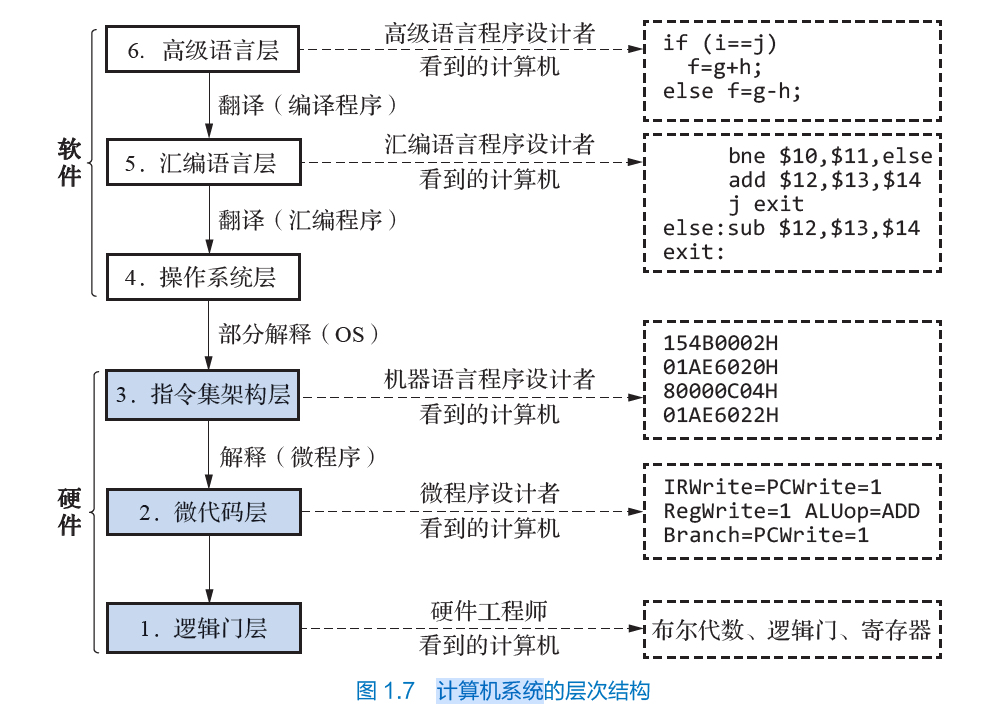 软件
6. 高级语言层
高级语言程序设计者
看到的计算机
if (i==j)
f=g+h;
else f=g-h;
翻译（编译程序）
5. 汇编语言层
汇编语言程序设计者
看到的计算机
bne $10,$11,else
add $12,$13,$14
j exit
else:sub $12,$13,$14
exit:
翻译（汇编程序）
4. 操作系统层
部分解释（OS）
硬件
3. 指令集架构层
机器语言程序设计者
看到的计算机
154B0002H
01AE6020H
80000C04H
01AE6022H
解释（微程序）
2. 微代码层
微程序设计者
看到的计算机
IRWrite=PCWrite=1
RegWrite=1 ALUop=ADD
Branch=PCWrite=1
1. 逻辑门层
硬件工程师
看到的计算机
布尔代数、逻辑门、寄存器
图 1.7 计算机系统的层次结构